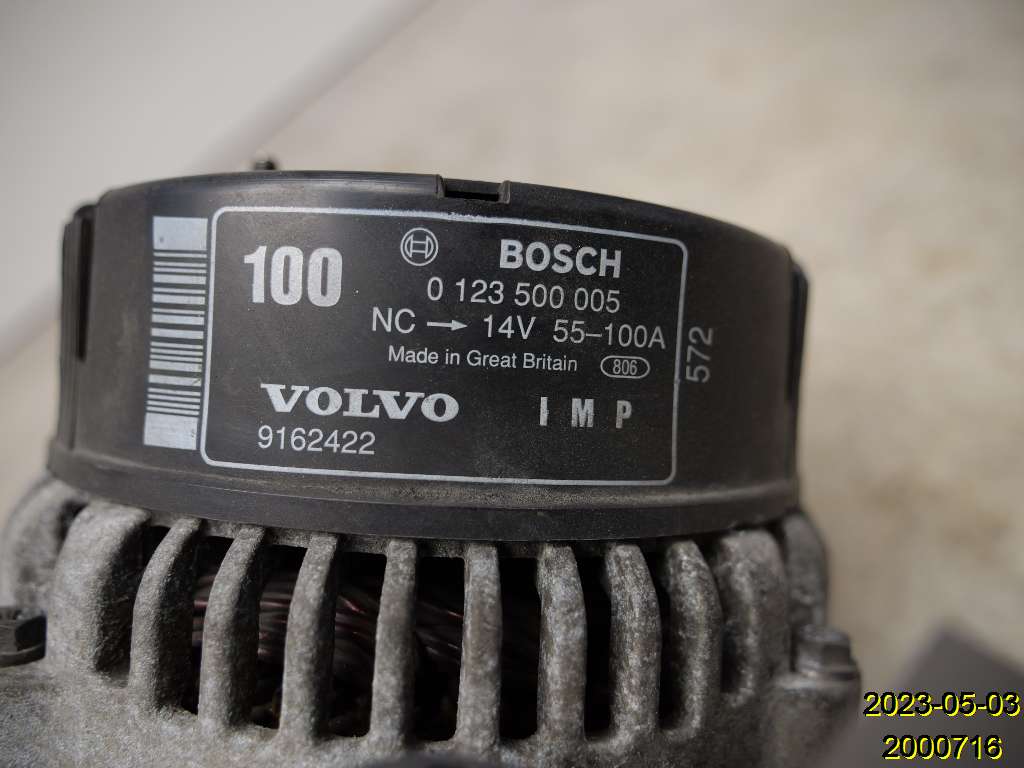 100
BOSCH
0 123 500 005
NC → 14V 55–100A
Made in Great Britain 806
VOLVO I M P
9162422
572
2023-05-03
2000716